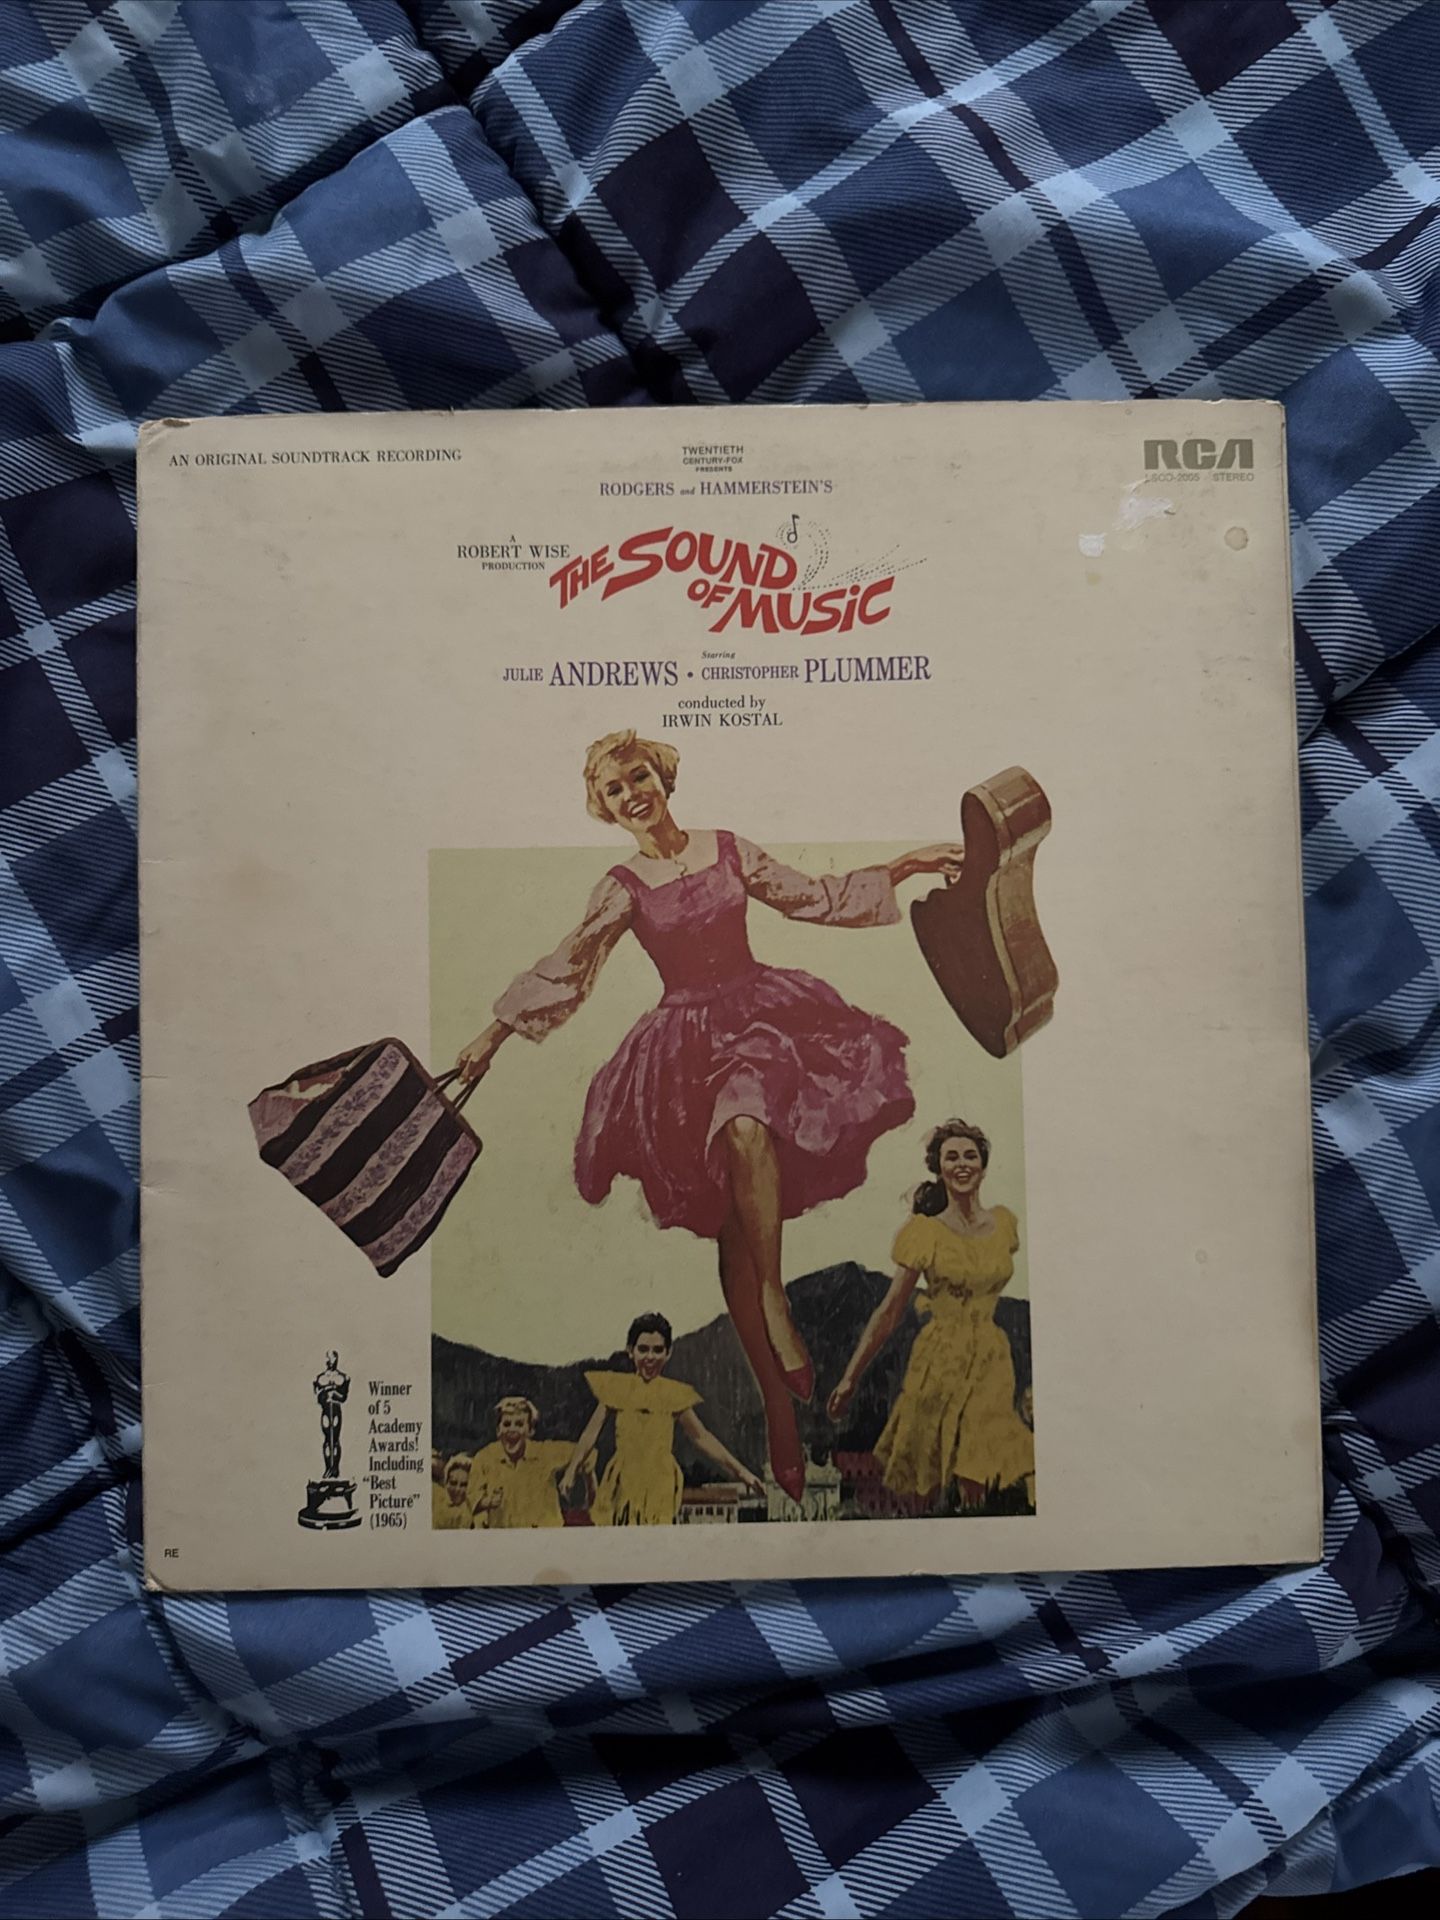 AN ORIGINAL SOUNDTRACK RECORDING
TWENTIETH
CENTURY-FOX
PRESENTS
RCA
LSOD-2005 STEREO
RODGERS and HAMMERSTEIN'S
A
ROBERT WISE
PRODUCTION
THE SOUND
OF MUSIC
Starring
JULIE ANDREWS • CHRISTOPHER PLUMMER
conducted by
IRWIN KOSTAL
Winner
of 5
Academy
Awards!
Including
"Best
Picture"
(1965)
RE